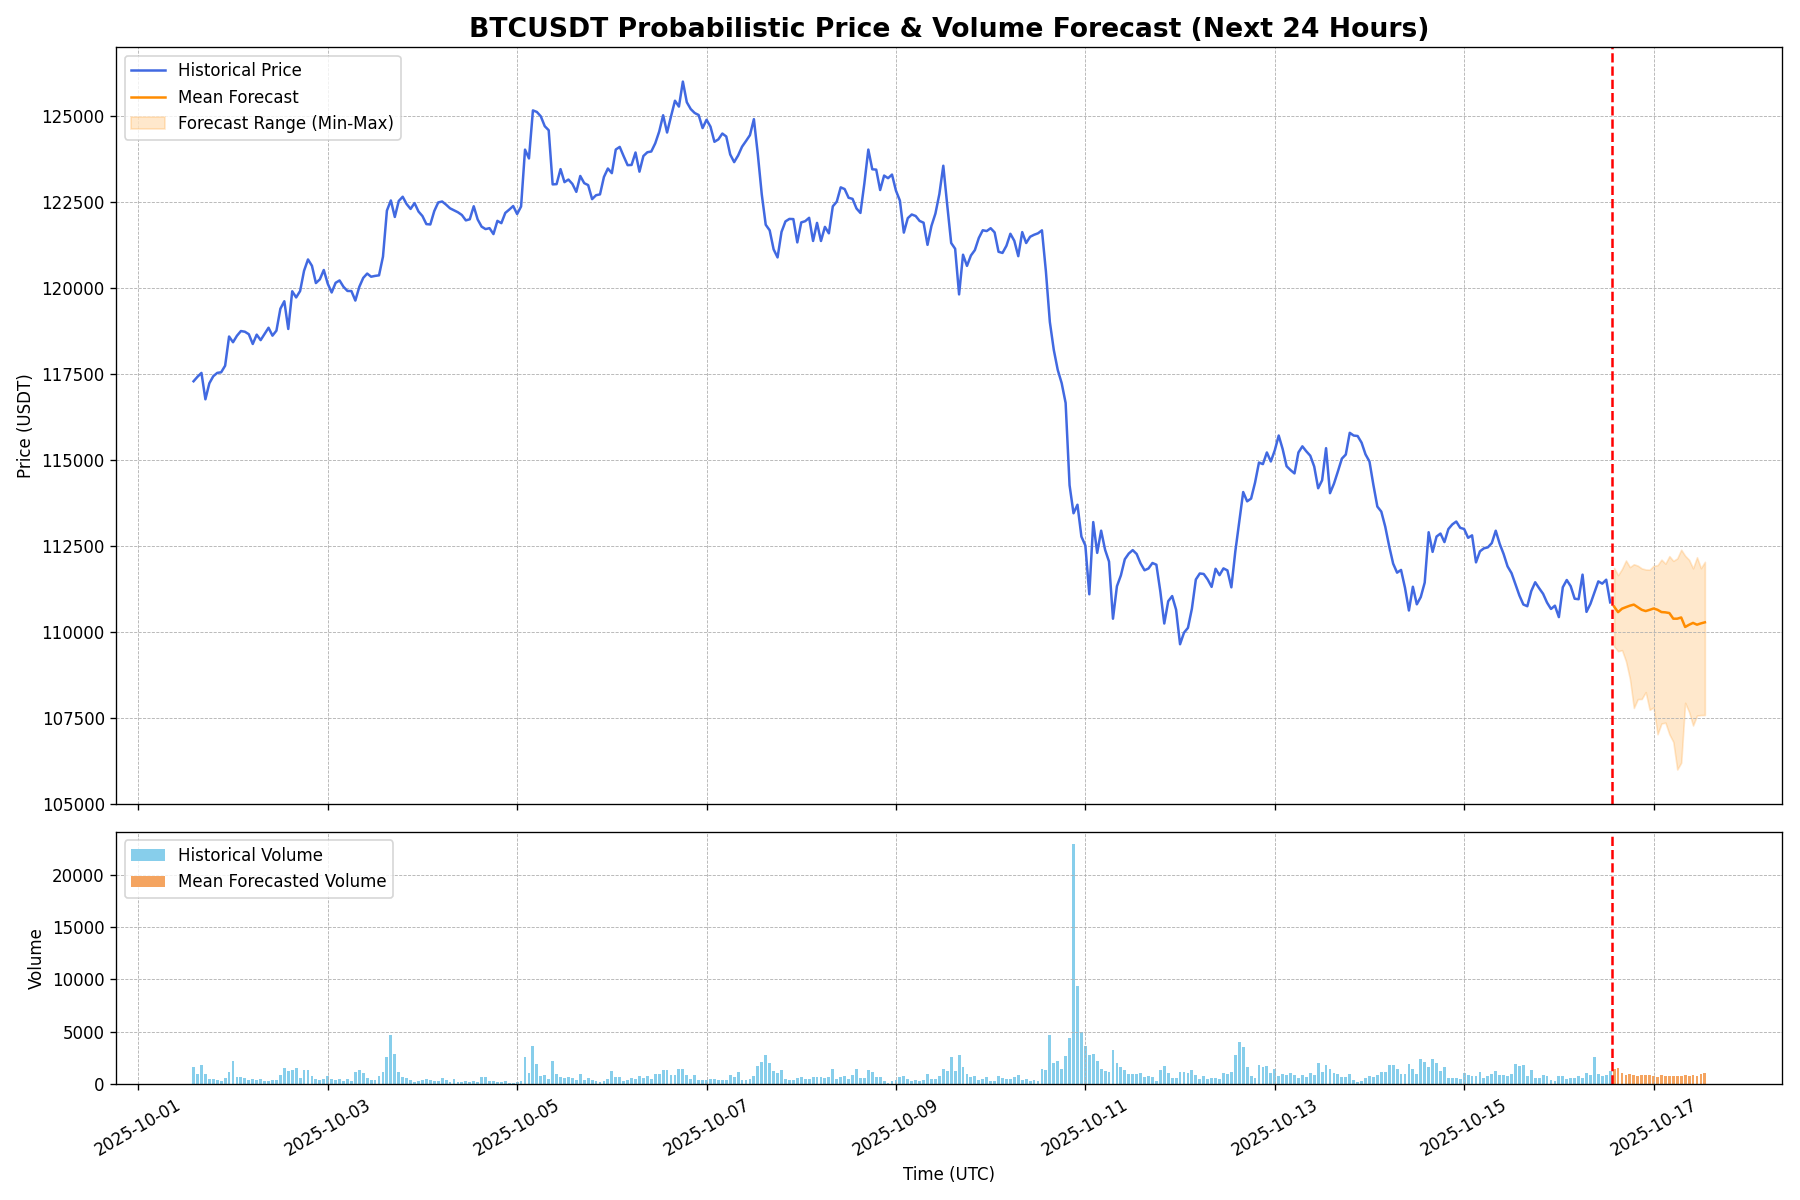 BTCUSDT Probabilistic Price & Volume Forecast (Next 24 Hours)
Historical Price
Mean Forecast
Forecast Range (Min-Max)
Price (USDT)
125000
122500
120000
117500
115000
112500
110000
107500
105000
Historical Volume
Mean Forecasted Volume
Volume
20000
15000
10000
5000
0
2025-10-01
2025-10-03
2025-10-05
2025-10-07
2025-10-09
2025-10-11
2025-10-13
2025-10-15
2025-10-17
Time (UTC)